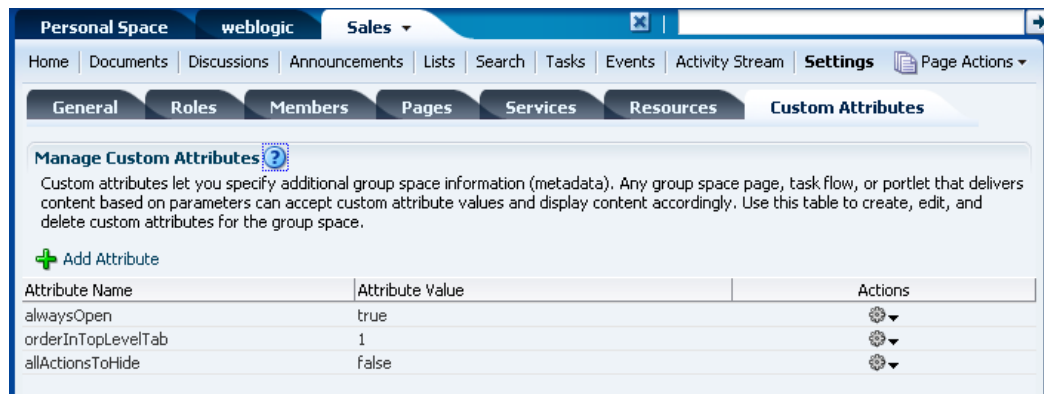 Personal Space weblogic Sales
Home Documents Discussions Announcements Lists Search Tasks Events Activity Stream Settings Page Actions
General Roles Members Pages Services Resources Custom Attributes
Manage Custom Attributes ?
Custom attributes let you specify additional group space information (metadata). Any group space page, task flow, or portlet that delivers
content based on parameters can accept custom attribute values and display content accordingly. Use this table to create, edit, and
delete custom attributes for the group space.
Add Attribute
Attribute Name Attribute Value Actions
alwaysOpen true
orderInTopLevelTab 1
allActionsToHide false